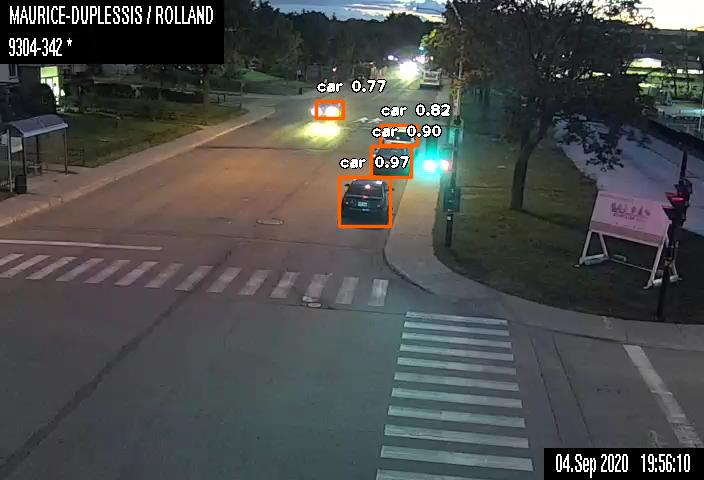 MAURICE-DUPLESSIS / ROLLAND
9304-342 *
car 0.77
car 0.82
car 0.90
car 0.97
04.Sep 2020 19:56:10